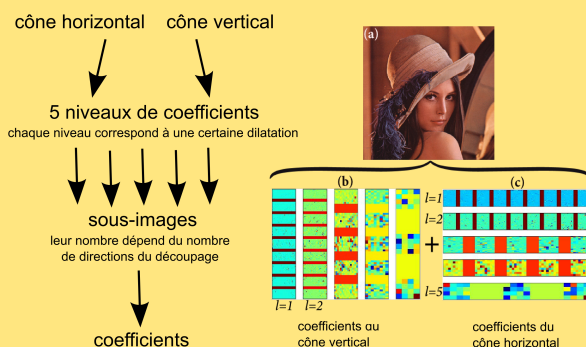 cône horizontal
cône vertical
5 niveaux de coefficients
chaque niveau correspond à une certaine dilatation
sous-images
leur nombre dépend du nombre
de directions du découpage
coefficients
(a)
(b)
(c)
l=1
l=2
+
l=5
l=1
l=2
coefficients du
cône vertical
coefficients du
cône horizontal